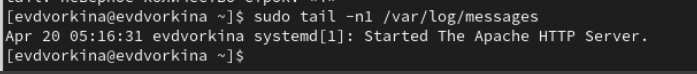 [evdvorkina@evdvorkina ~]$ sudo tail -n1 /var/log/messages
Apr 20 05:16:31 evdvorkina systemd[1]: Started The Apache HTTP Server.
[evdvorkina@evdvorkina ~]$